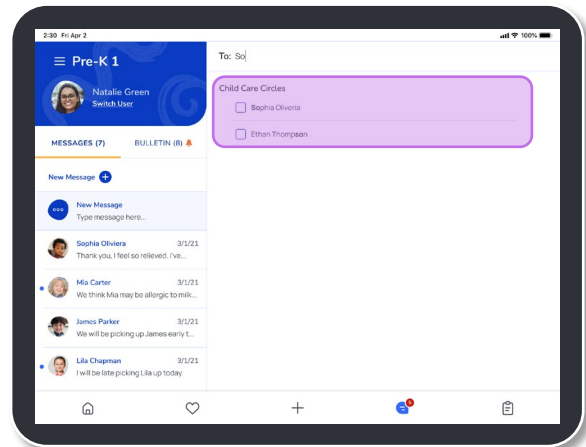 2:30 Fri Apr 2
100%
Pre-K 1
Natalie Green
Switch User
MESSAGES (7)
BULLETIN (8)
New Message
New Message
Type message here...
Sophia Oliviera 3/1/21
Thank you, I feel so relieved. I've...
Mia Carter 3/1/21
We think Mia may be allergic to milk...
James Parker 3/1/21
We will be picking up James early t...
Lila Chapman 3/1/21
I will be late picking Lila up today.
To: So
Child Care Circles
Sophia Oliveria
Ethan Thompson